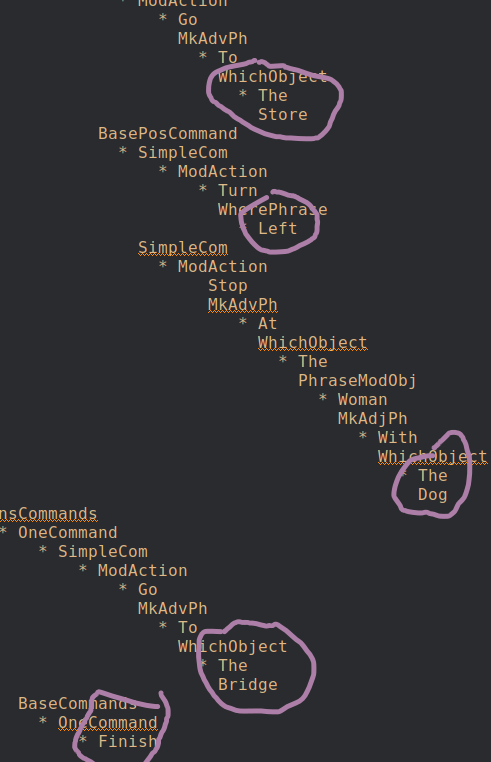 * ModAction
* Go
MkAdvPh
* To
WhichObject
* The
Store
BasePosCommand
* SimpleCom
* ModAction
* Turn
WherePhrase
* Left
SimpleCom
* ModAction
Stop
MkAdvPh
* At
WhichObject
* The
PhraseModObj
* Woman
MkAdjPh
* With
WhichObject
* The
Dog
nsCommands
* OneCommand
* SimpleCom
* ModAction
* Go
MkAdvPh
* To
WhichObject
* The
Bridge
BaseCommands
* OneCommand
* Finish